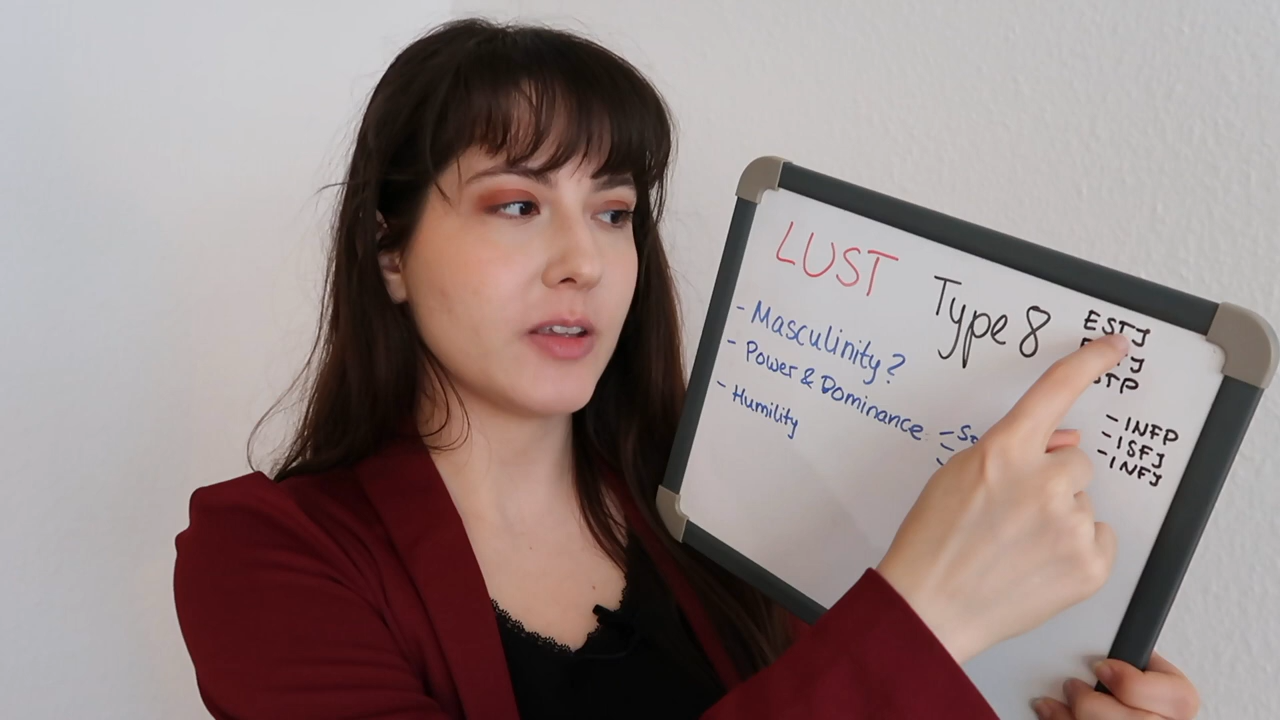 LUST
Type 8
- Masculinity?
- Power & Dominance
- Humility
ESTJ
- INFP
- ISFJ
- INFJ